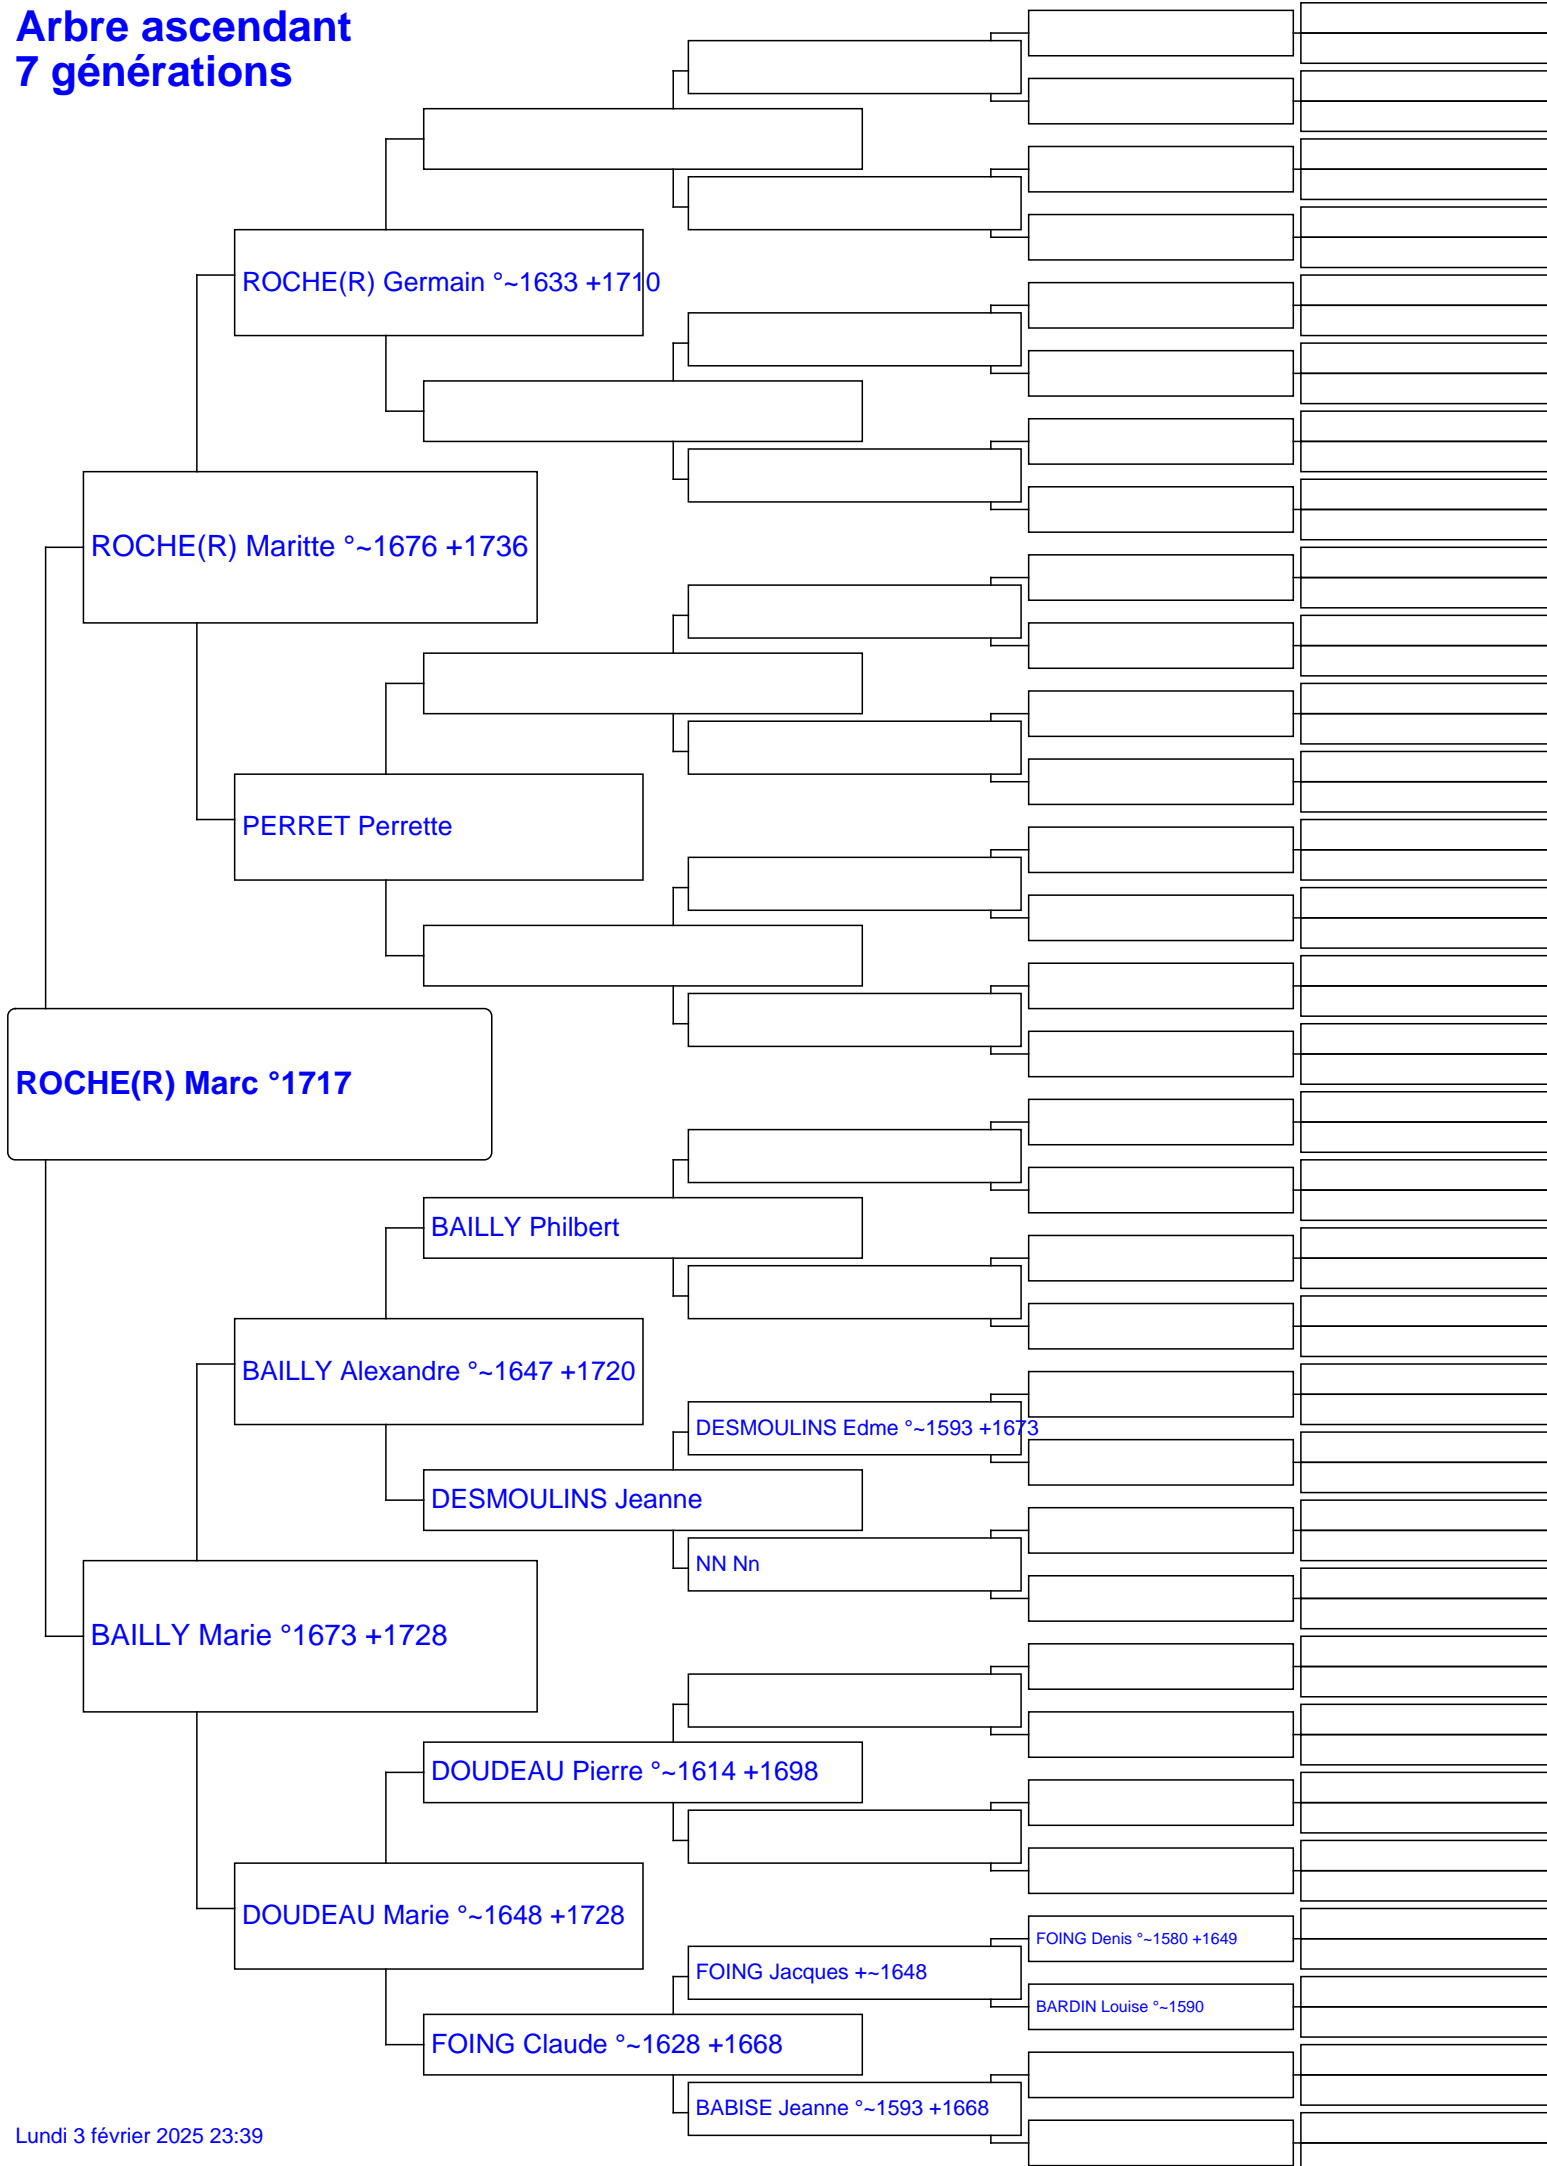 Arbre ascendant
7 générations
ROCHE(R) Germain °~1633 +1710
ROCHE(R) Maritte °~1676 +1736
PERRET Perrette
ROCHE(R) Marc °1717
BAILLY Philbert
BAILLY Alexandre °~1647 +1720
DESMOULINS Edme °~1593 +1673
DESMOULINS Jeanne
NN Nn
BAILLY Marie °1673 +1728
DOUDEAU Pierre °~1614 +1698
DOUDEAU Marie °~1648 +1728
FOING Denis °~1580 +1649
FOING Jacques +~1648
BARDIN Louise °~1590
FOING Claude °~1628 +1668
BABISE Jeanne °~1593 +1668
Lundi 3 février 2025 23:39